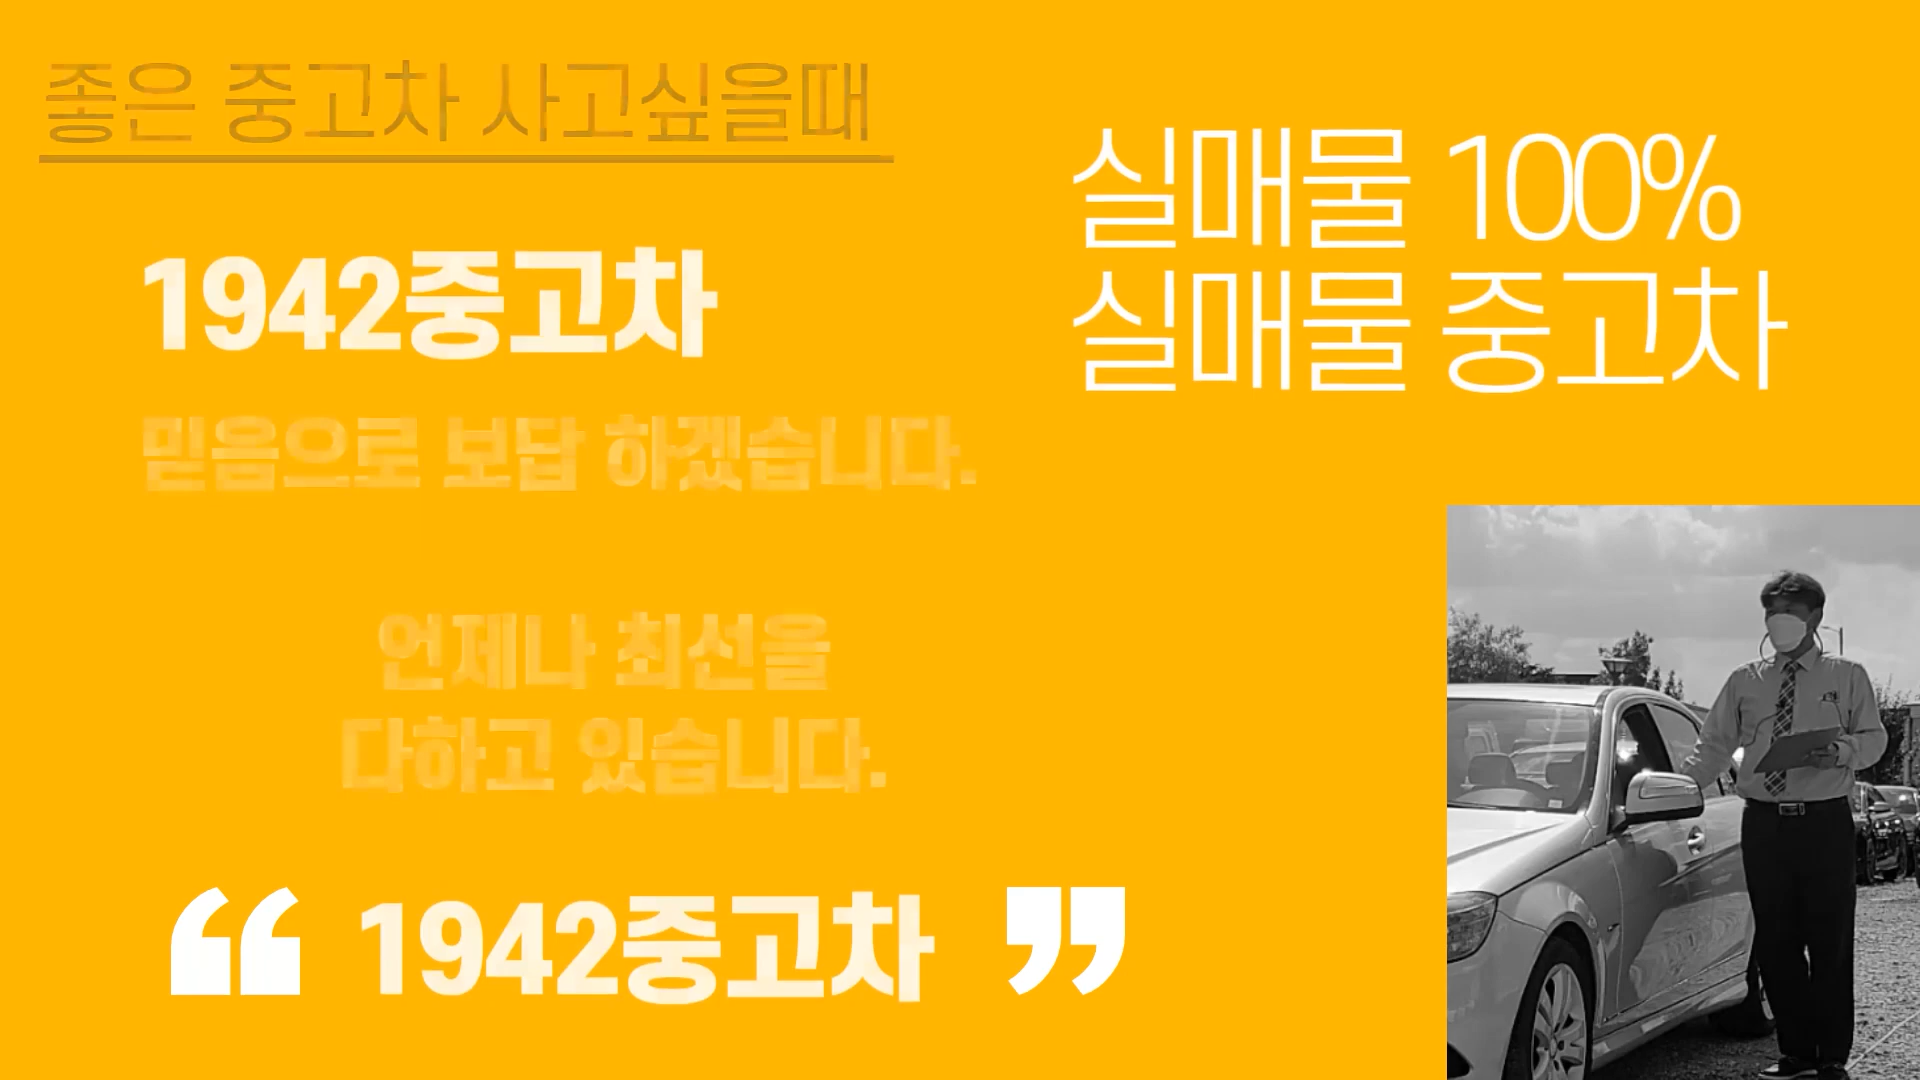 좋은 중고차 사고싶을때
1942중고차
믿음으로 보답 하겠습니다.
언제나 최선을
다하고 있습니다.
“ 1942중고차 ”
실매물 100%
실매물 중고차